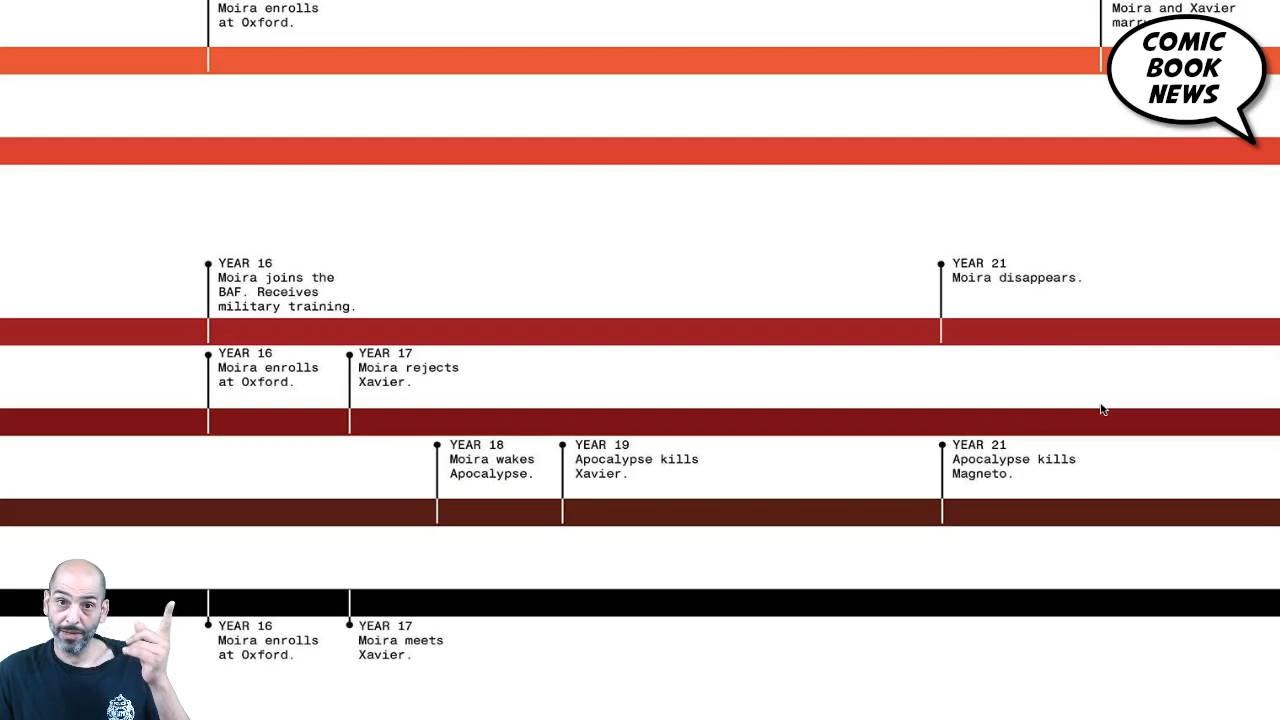 Moira enrolls
at Oxford.
Moira and Xavier
COMIC
BOOK
NEWS
YEAR 16
Moira joins the
BAF. Receives
military training.
YEAR 21
Moira disappears.
YEAR 16
Moira enrolls
at Oxford.
YEAR 17
Moira rejects
Xavier.
YEAR 18
Moira wakes
Apocalypse.
YEAR 19
Apocalypse kills
Xavier.
YEAR 21
Apocalypse kills
Magneto.
YEAR 16
Moira enrolls
at Oxford.
YEAR 17
Moira meets
Xavier.